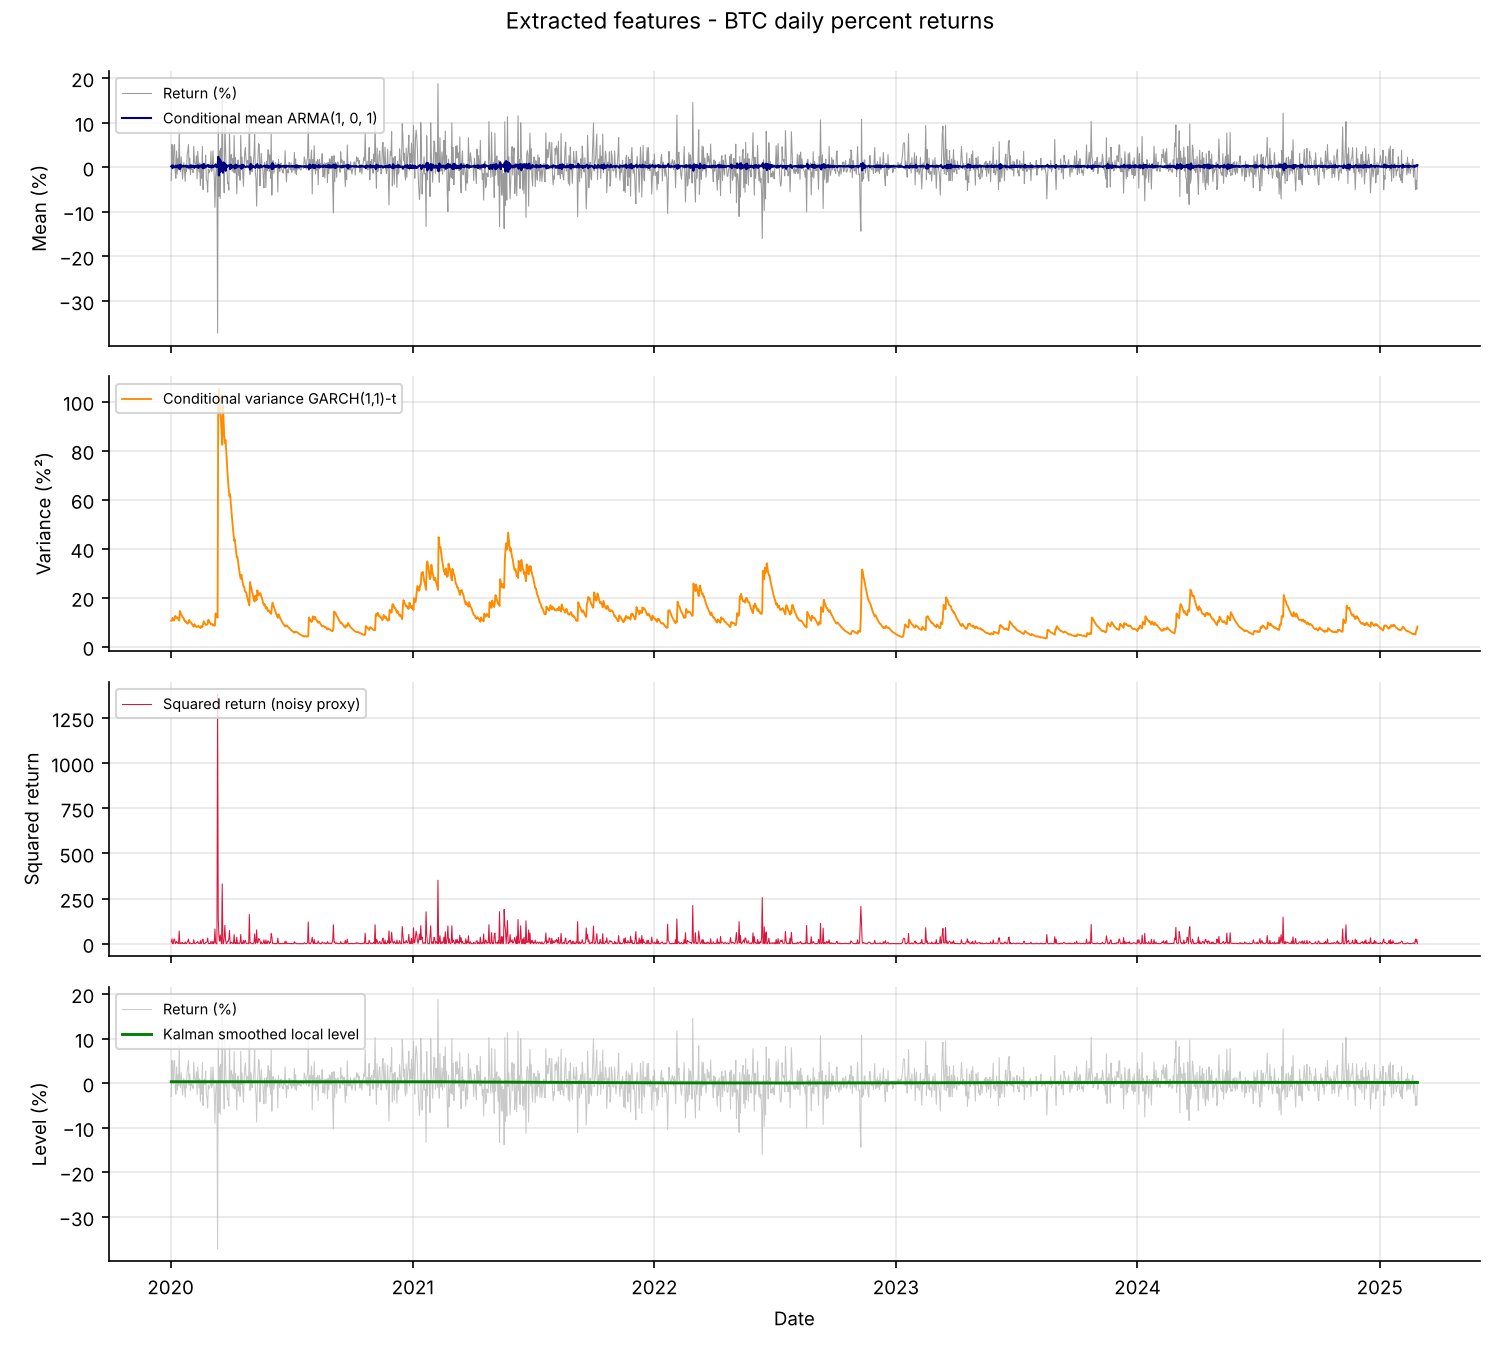 Extracted features - BTC daily percent returns
20
10
0
−10
−20
−30
Mean (%)
Return (%)
Conditional mean ARMA(1, 0, 1)
100
80
60
40
20
0
Variance (%²)
Conditional variance GARCH(1,1)-t
1250
1000
750
500
250
0
Squared return
Squared return (noisy proxy)
20
10
0
−10
−20
−30
Level (%)
Return (%)
Kalman smoothed local level
2020 2021 2022 2023 2024 2025
Date